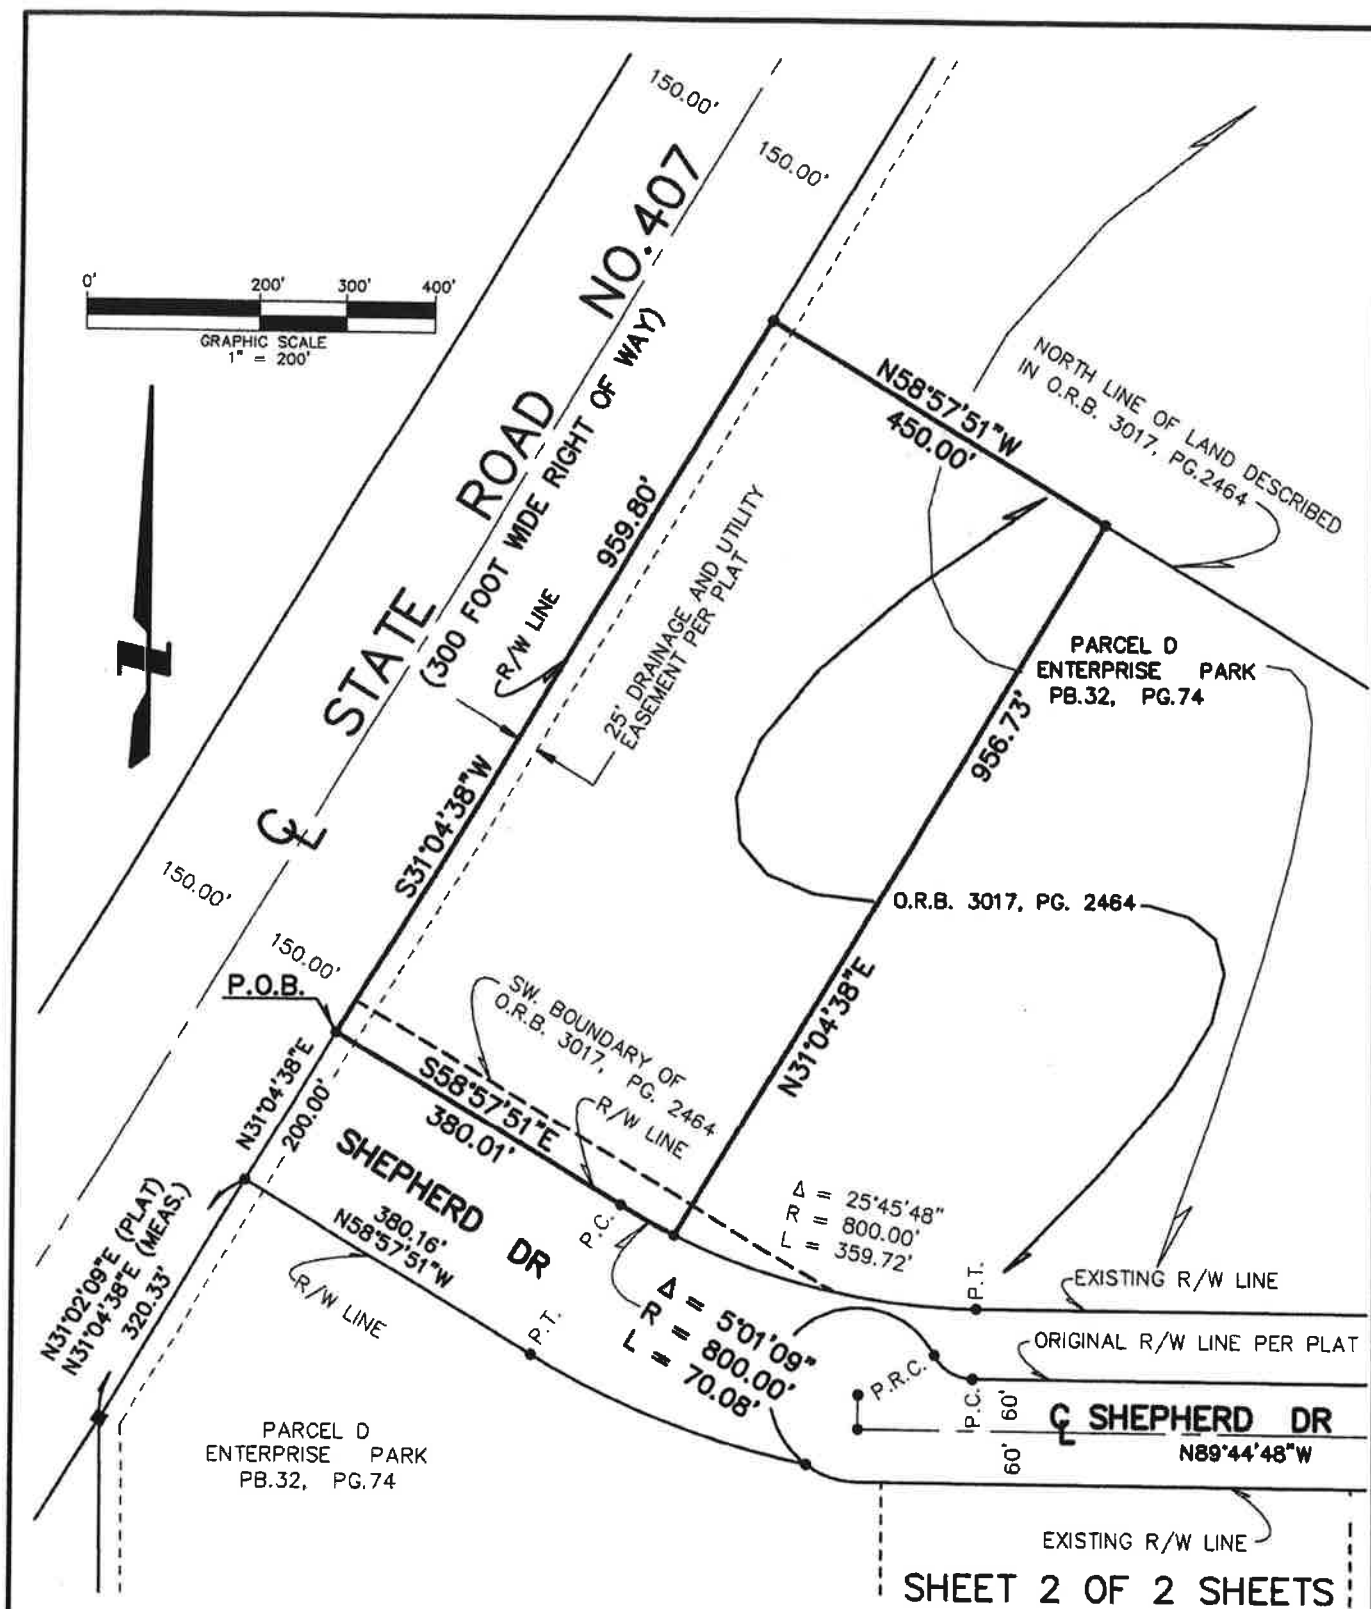 150.00'
150.00'
0' 200' 300' 400'
GRAPHIC SCALE
1" = 200'
STATE ROAD NO. 407
(300 FOOT WIDE RIGHT OF WAY)
NORTH LINE OF LAND DESCRIBED
IN O.R.B. 3017, PG.2464
N58°57'51"W
450.00'
959.80'
R/W LINE
25' DRAINAGE AND UTILITY
EASEMENT PER PLAT
PARCEL D
ENTERPRISE PARK
PB.32, PG.74
956.73'
S31°04'38"W
CL
150.00'
O.R.B. 3017, PG. 2464
150.00'
P.O.B.
SW. BOUNDARY OF
O.R.B. 3017, PG. 2464
N31°04'38"E
R/W LINE
S58°57'51"E
380.01'
N31°04'38"E
200.00'
SHEPHERD DR
380.16'
N58°57'51"W
R/W LINE
P.C.
Δ = 25°45'48"
R = 800.00'
L = 359.72'
N31°02'09"E (PLAT)
N31°04'38"E (MEAS.)
320.33'
P.T.
Δ = 5°01'09"
R = 800.00'
L = 70.08'
P.T.
EXISTING R/W LINE
ORIGINAL R/W LINE PER PLAT
P.R.C.
P.C.
60'
60'
CL SHEPHERD DR
N89°44'48"W
PARCEL D
ENTERPRISE PARK
PB.32, PG.74
EXISTING R/W LINE
SHEET 2 OF 2 SHEETS